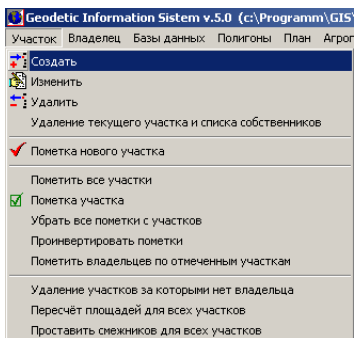 Geodetic Information Sistem v.5.0 (c:\Programm\GIS
Участок Владелец Базы данных Полигоны План Агроп
Создать
Изменить
Удалить
Удаление текущего участка и списка собственников
Пометка нового участка
Пометить все участки
Пометка участка
Убрать все пометки с участков
Проинвертировать пометки
Пометить владельцев по отмеченным участкам
Удаление участков за которыми нет владельца
Пересчёт площадей для всех участков
Проставить смежников для всех участков